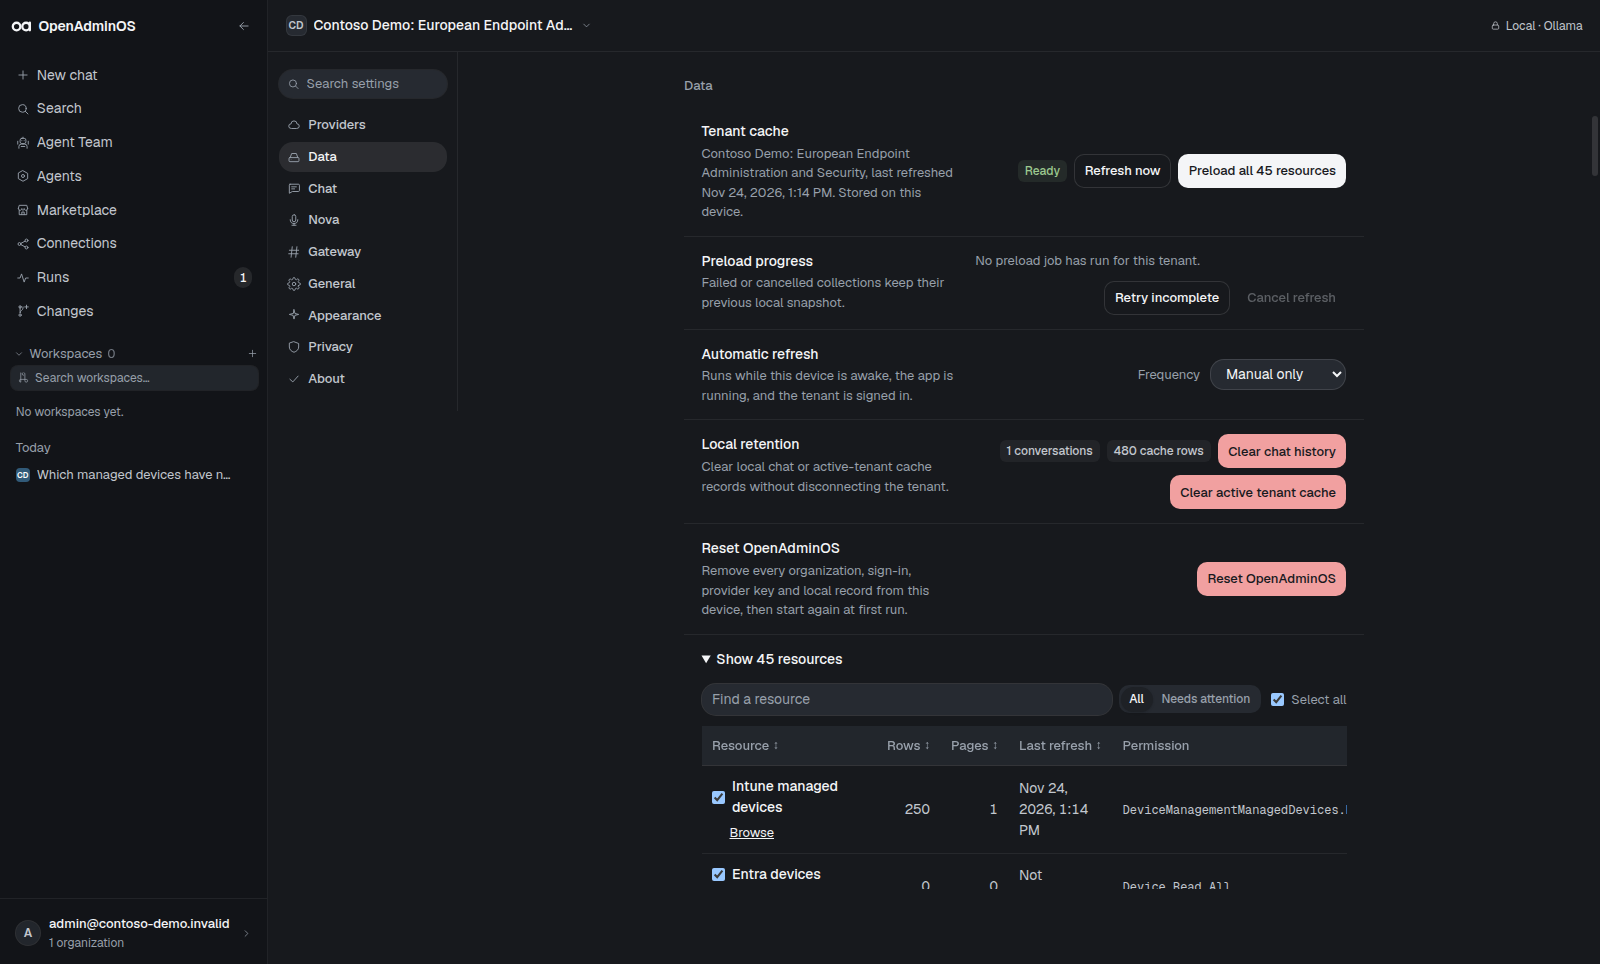 OpenAdminOS
New chat
Search
Agent Team
Agents
Marketplace
Connections
Runs
1
Changes
Workspaces 0
Search workspaces...
No workspaces yet.
Today
CD Which managed devices have n...
A
admin@contoso-demo.invalid
1 organization
CD Contoso Demo: European Endpoint Ad...
Local · Ollama
Search settings
Providers
Data
Chat
Nova
Gateway
General
Appearance
Privacy
About
Data
Tenant cache
Contoso Demo: European Endpoint
Administration and Security, last refreshed
Nov 24, 2026, 1:14 PM. Stored on this
device.
Ready
Refresh now
Preload all 45 resources
Preload progress
Failed or cancelled collections keep their
previous local snapshot.
No preload job has run for this tenant.
Retry incomplete
Cancel refresh
Automatic refresh
Runs while this device is awake, the app is
running, and the tenant is signed in.
Frequency
Manual only
Local retention
Clear local chat or active-tenant cache
records without disconnecting the tenant.
1 conversations
480 cache rows
Clear chat history
Clear active tenant cache
Reset OpenAdminOS
Remove every organization, sign-in,
provider key and local record from this
device, then start again at first run.
Reset OpenAdminOS
Show 45 resources
Find a resource
All
Needs attention
Select all
Resource
Rows
Pages
Last refresh
Permission
Intune managed
devices
Browse
250
1
Nov 24,
2026, 1:14
PM
DeviceManagementManagedDevices.
Entra devices
0
0
Not
Device.Read.All